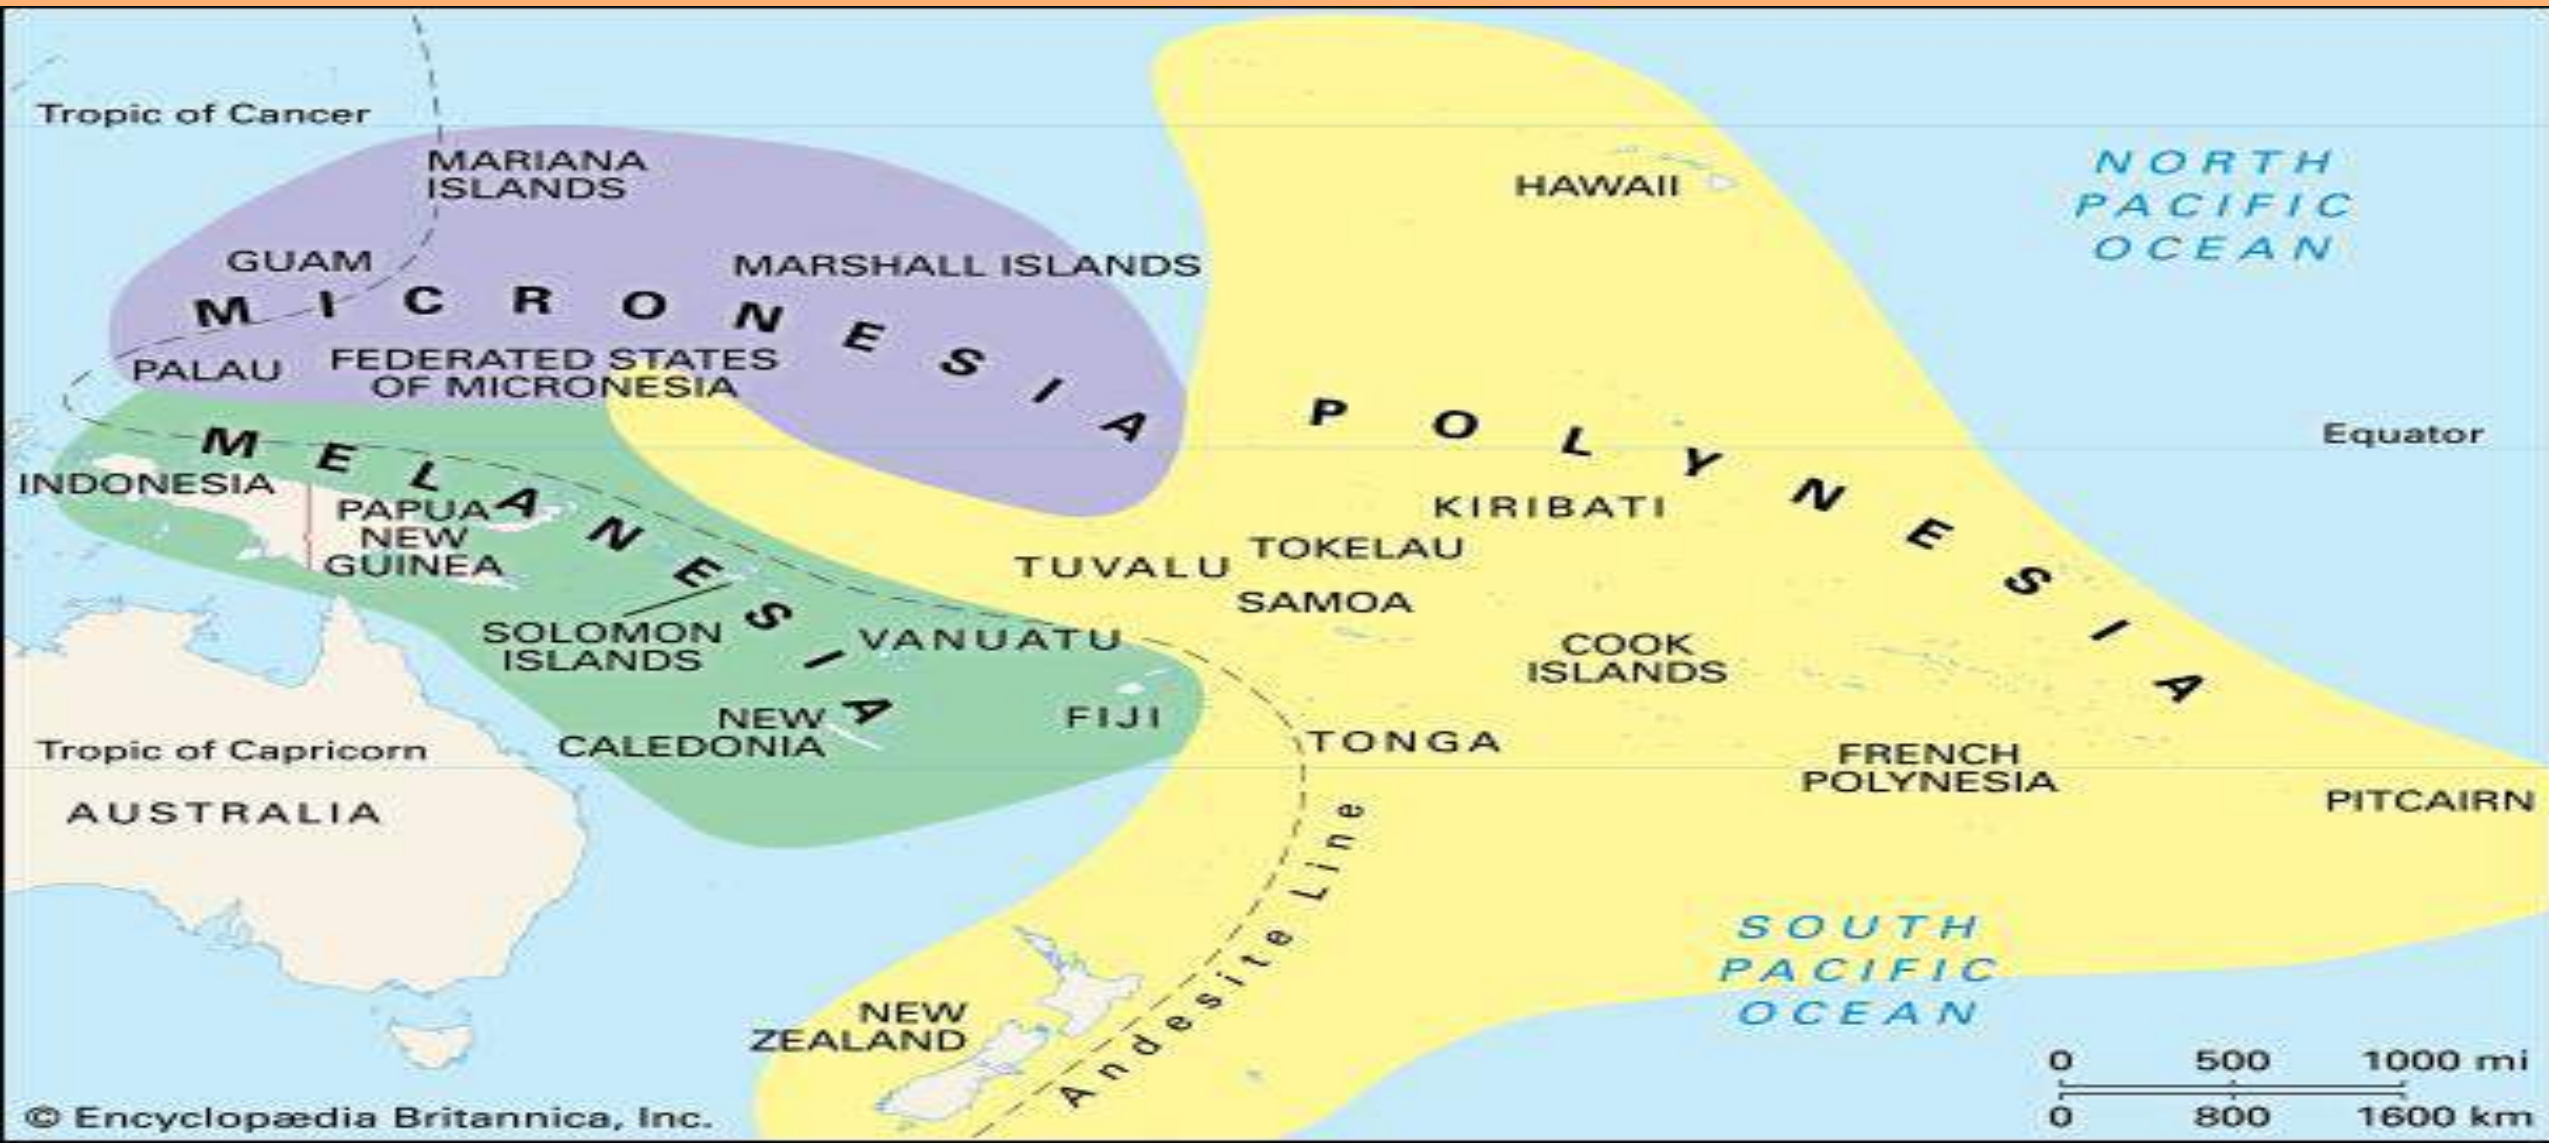 Tropic of Cancer
MARIANA
ISLANDS
HAWAII
NORTH
PACIFIC
OCEAN
GUAM
MARSHALL ISLANDS
MICRONESIA
PALAU
FEDERATED STATES
OF MICRONESIA
POLYNESIA
Equator
MELANESIA
INDONESIA
PAPUA
NEW
GUINEA
KIRIBATI
TOKELAU
TUVALU
SAMOA
SOLOMON
ISLANDS
VANUATU
COOK
ISLANDS
NEW
CALEDONIA
FIJI
TONGA
Tropic of Capricorn
FRENCH
POLYNESIA
PITCAIRN
AUSTRALIA
Andesite Line
SOUTH
PACIFIC
OCEAN
NEW
ZEALAND
0 500 1000 mi
0 800 1600 km
© Encyclopædia Britannica, Inc.